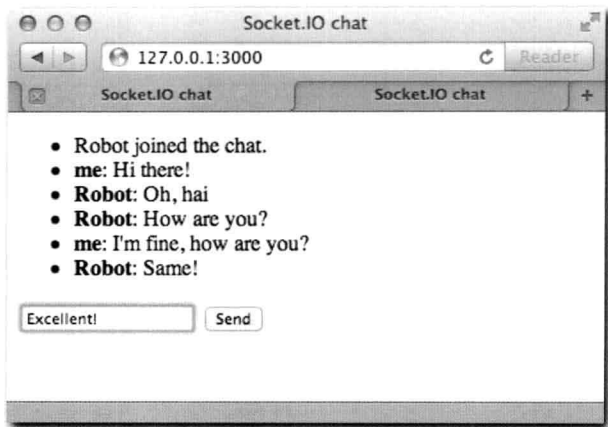 Socket.IO chat
127.0.0.1:3000
Reader
Socket.IO chat
Socket.IO chat
Robot joined the chat.
me: Hi there!
Robot: Oh, hai
Robot: How are you?
me: I'm fine, how are you?
Robot: Same!
Excellent! Send